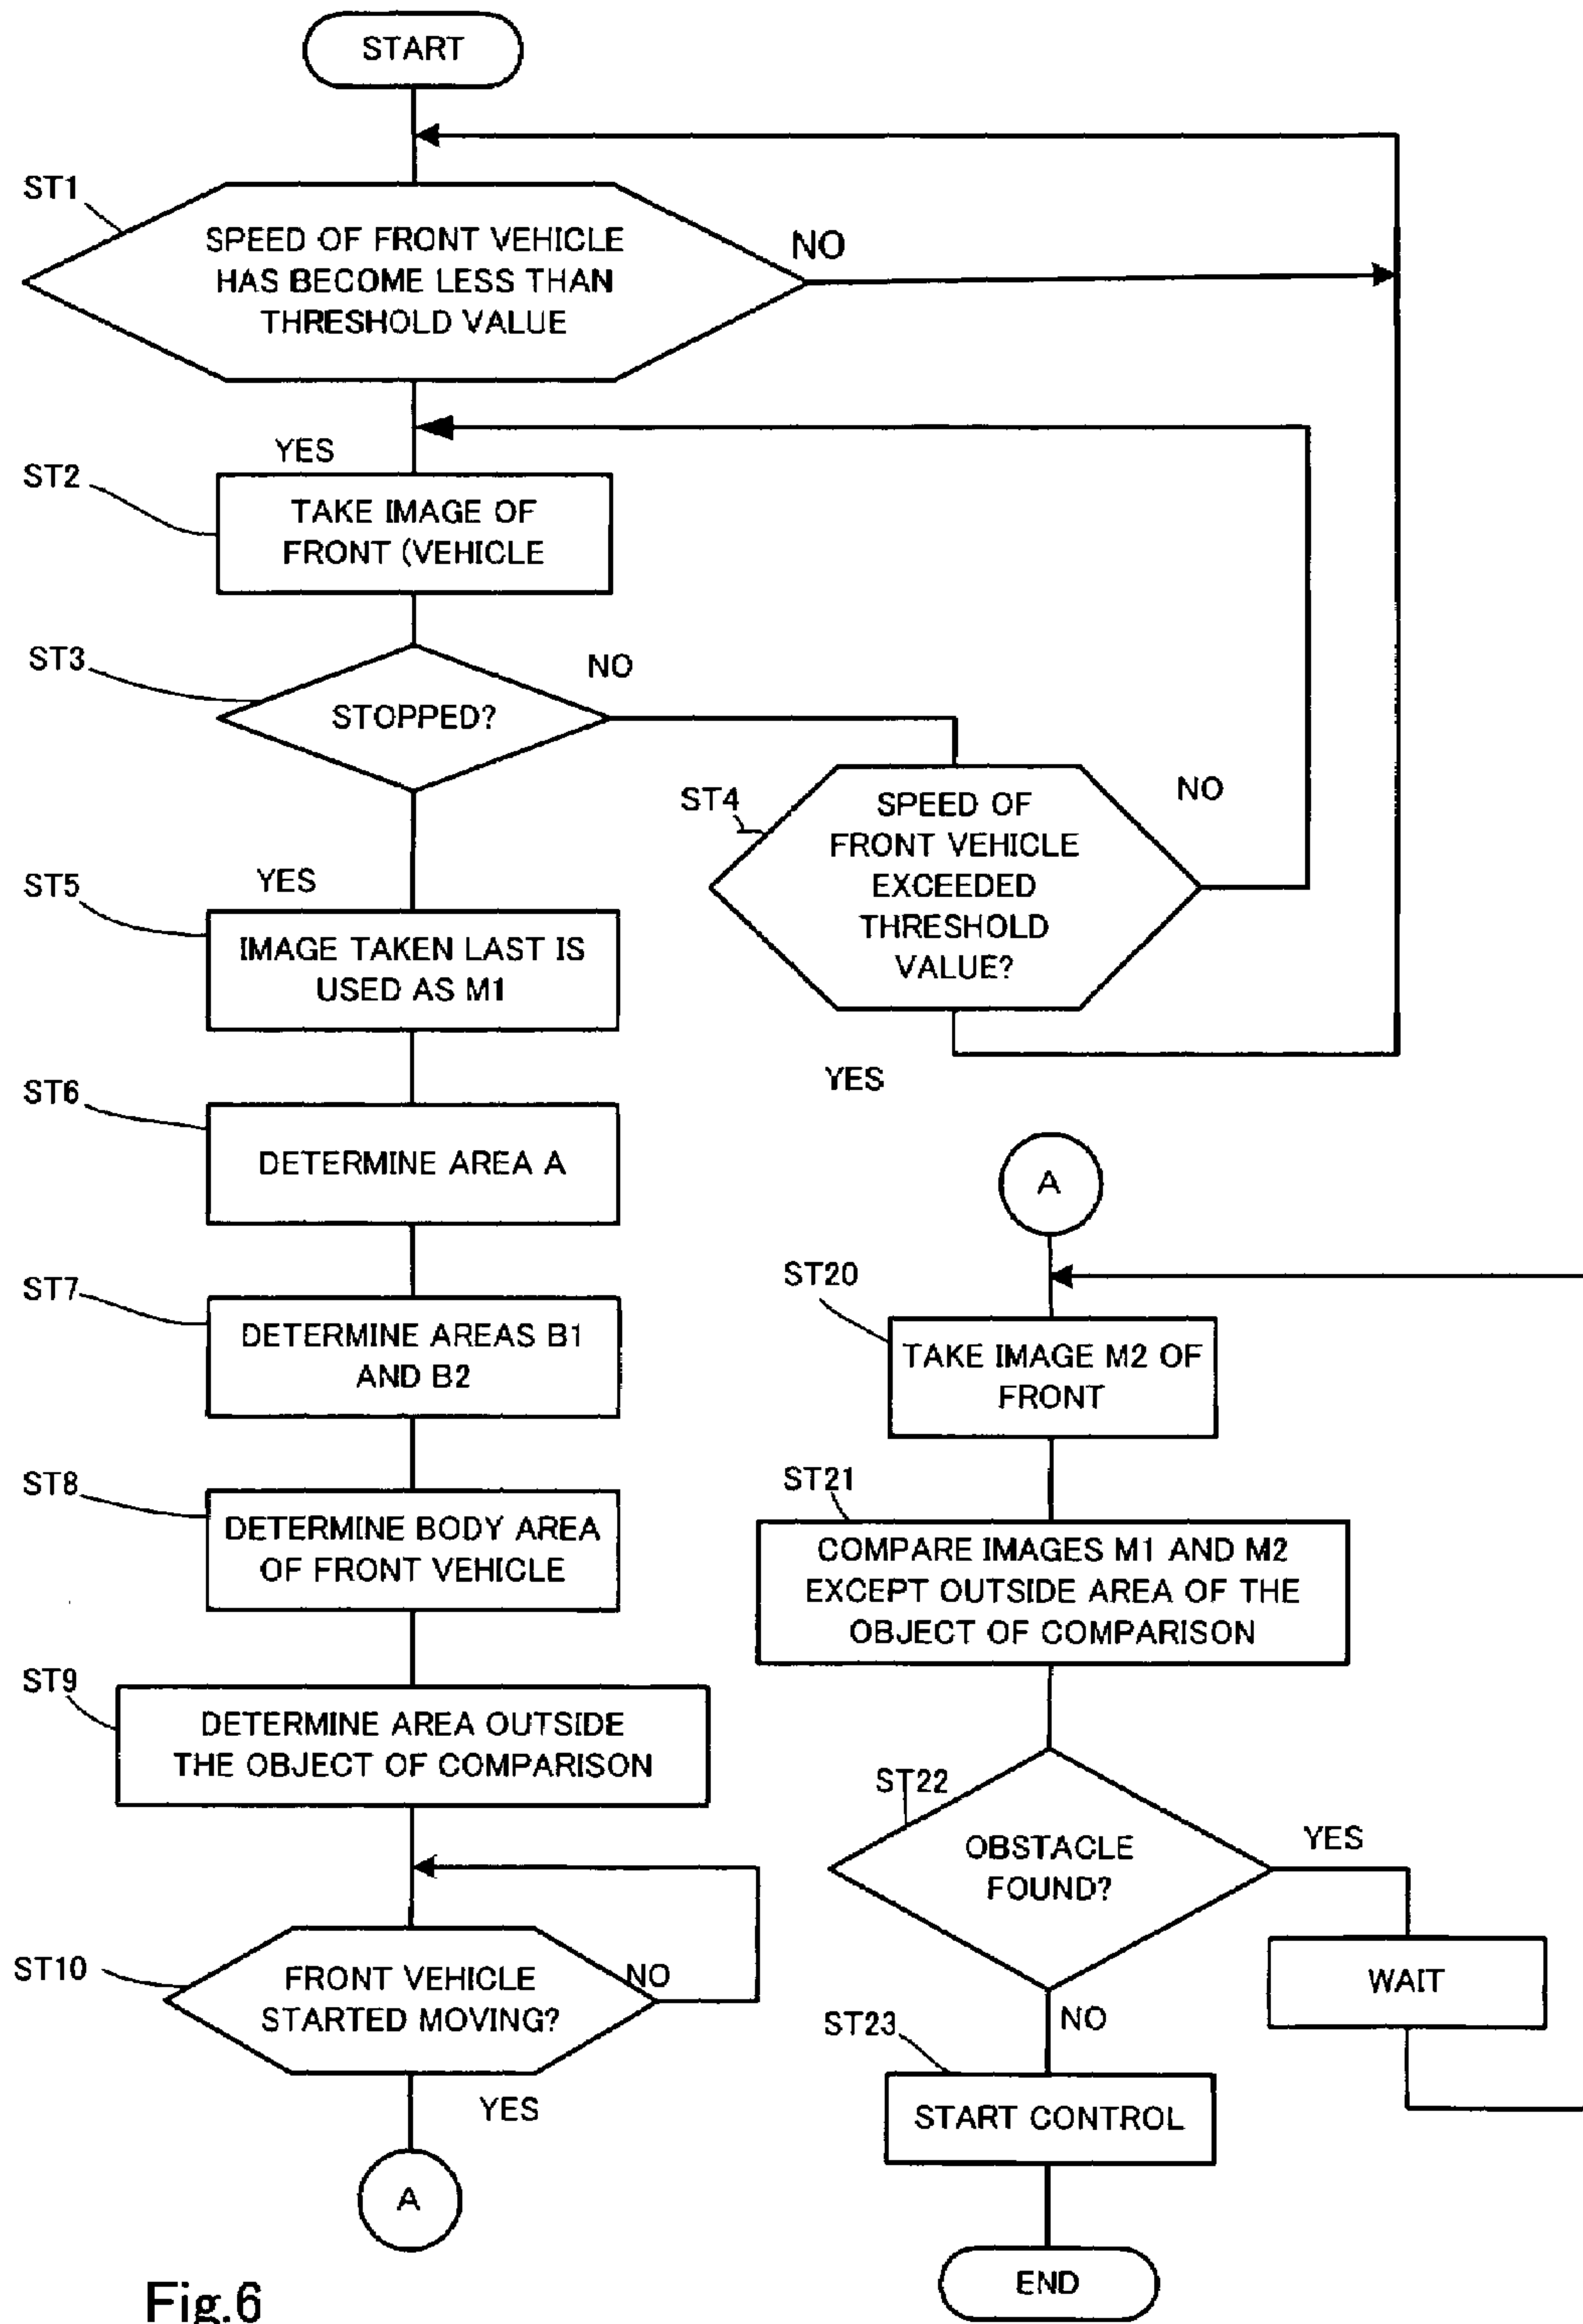 START
ST1
SPEED OF FRONT VEHICLE
HAS BECOME LESS THAN
THRESHOLD VALUE
NO
YES
ST2
TAKE IMAGE OF
FRONT (VEHICLE
ST3
STOPPED?
NO
ST4
SPEED OF
FRONT VEHICLE
EXCEEDED
THRESHOLD
VALUE?
NO
YES
YES
ST5
IMAGE TAKEN LAST IS
USED AS M1
ST6
DETERMINE AREA A
ST7
DETERMINE AREAS B1
AND B2
ST8
DETERMINE BODY AREA
OF FRONT VEHICLE
ST9
DETERMINE AREA OUTSIDE
THE OBJECT OF COMPARISON
ST10
FRONT VEHICLE
STARTED MOVING?
NO
YES
A
A
ST20
TAKE IMAGE M2 OF
FRONT
ST21
COMPARE IMAGES M1 AND M2
EXCEPT OUTSIDE AREA OF THE
OBJECT OF COMPARISON
ST22
OBSTACLE
FOUND?
YES
WAIT
NO
ST23
START CONTROL
END
Fig.6